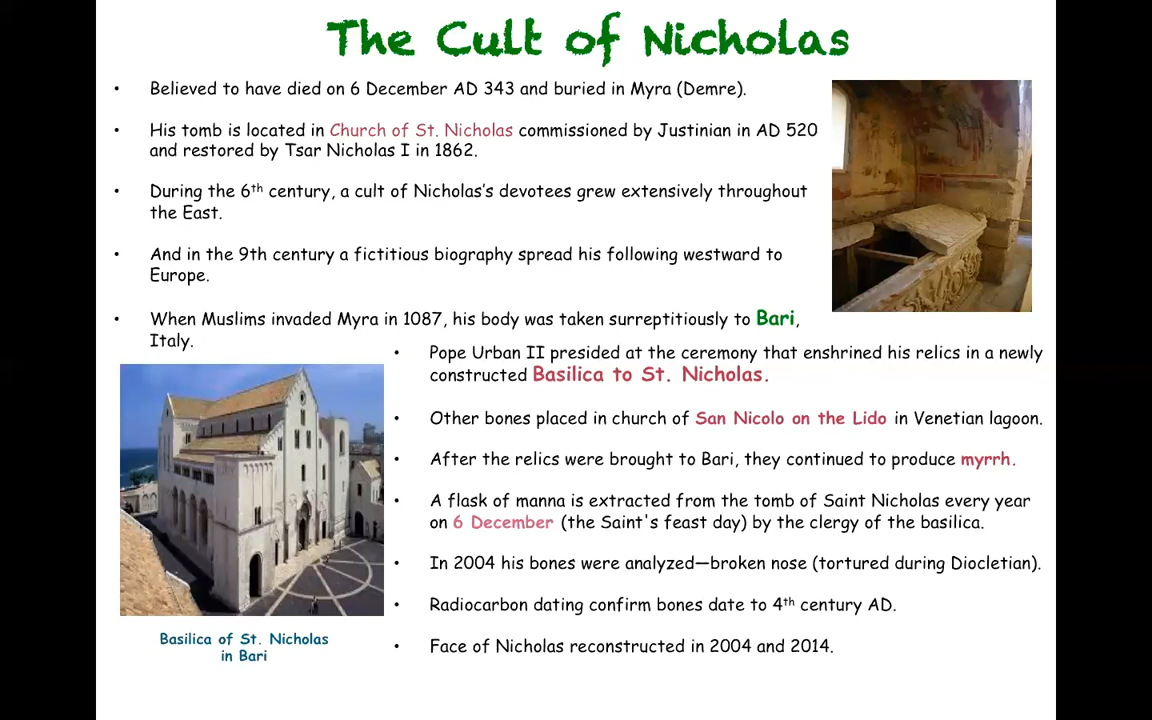 The Cult of Nicholas
• Believed to have died on 6 December AD 343 and buried in Myra (Demre).
• His tomb is located in Church of St. Nicholas commissioned by Justinian in AD 520
and restored by Tsar Nicholas I in 1862.
• During the 6th century, a cult of Nicholas's devotees grew extensively throughout
the East.
• And in the 9th century a fictitious biography spread his following westward to
Europe.
• When Muslims invaded Myra in 1087, his body was taken surreptitiously to Bari,
Italy.
• Pope Urban II presided at the ceremony that enshrined his relics in a newly
constructed Basilica to St. Nicholas.
• Other bones placed in church of San Nicolo on the Lido in Venetian lagoon.
• After the relics were brought to Bari, they continued to produce myrrh.
• A flask of manna is extracted from the tomb of Saint Nicholas every year
on 6 December (the Saint's feast day) by the clergy of the basilica.
• In 2004 his bones were analyzed—broken nose (tortured during Diocletian).
• Radiocarbon dating confirm bones date to 4th century AD.
• Face of Nicholas reconstructed in 2004 and 2014.
Basilica of St. Nicholas
in Bari